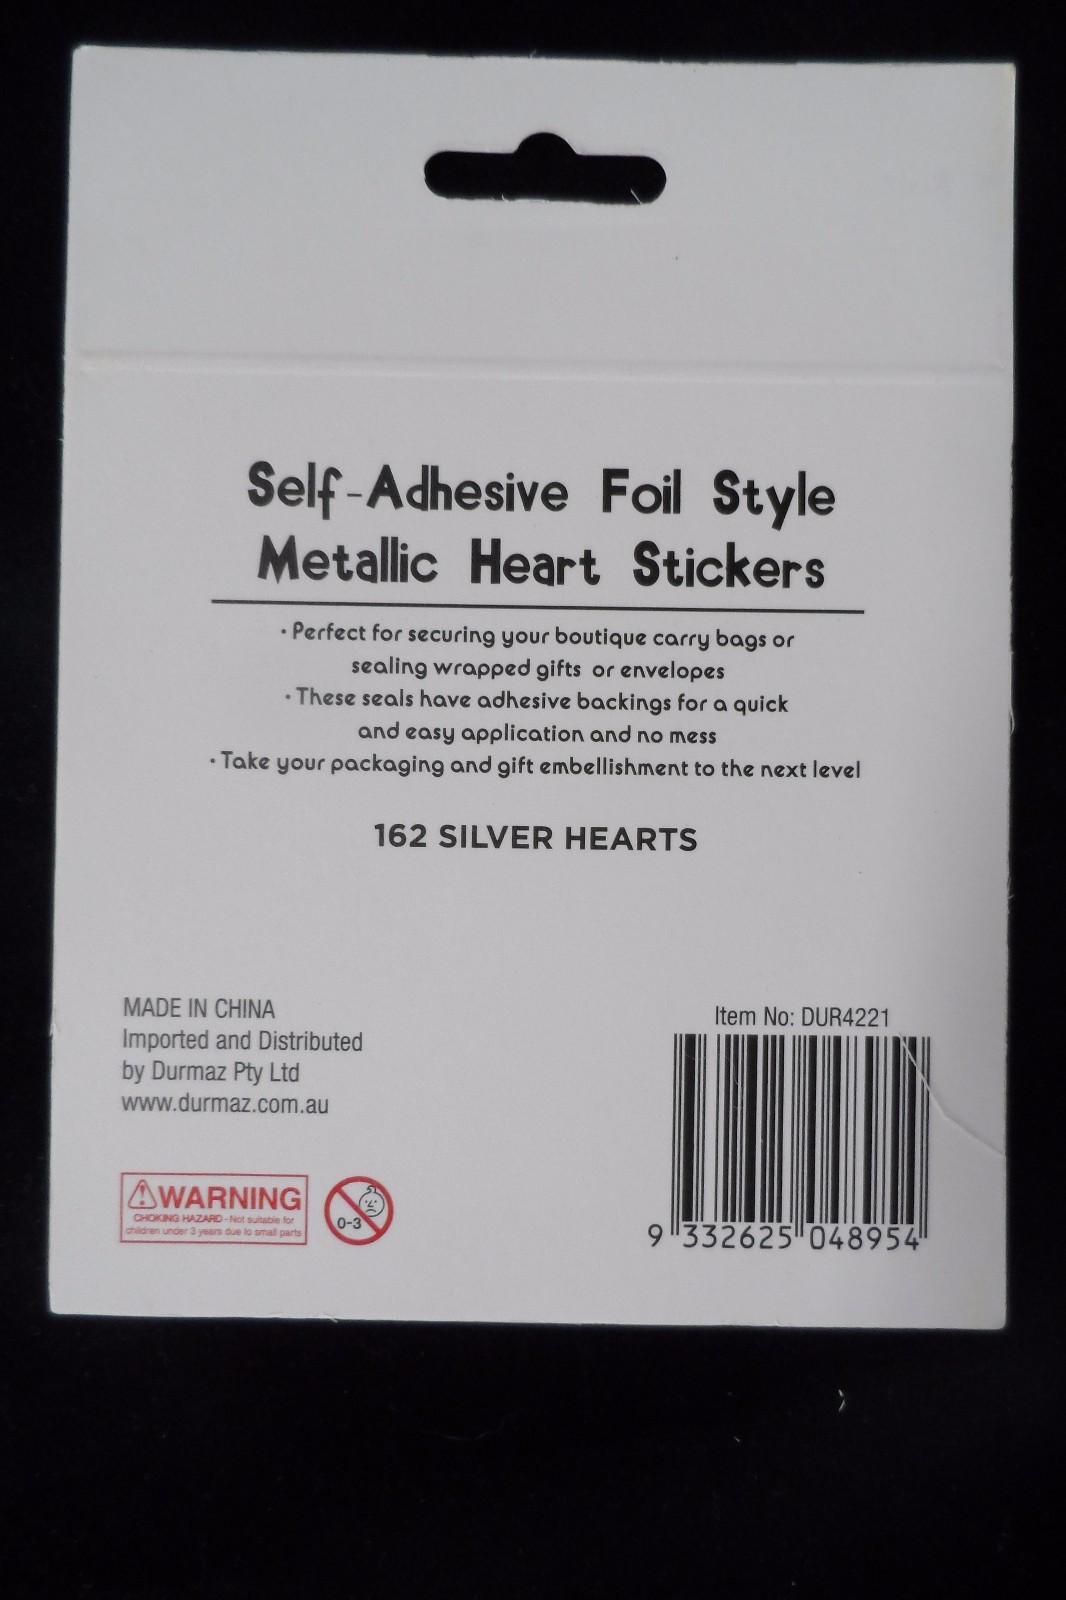 Self-Adhesive Foil Style
Metallic Heart Stickers
• Perfect for securing your boutique carry bags or
sealing wrapped gifts or envelopes
• These seals have adhesive backings for a quick
and easy application and no mess
• Take your packaging and gift embellishment to the next level
162 SILVER HEARTS
MADE IN CHINA
Imported and Distributed
by Durmaz Pty Ltd
www.durmaz.com.au
WARNING
CHOKING HAZARD - Not suitable for
children under 3 years due to small parts
0-3
Item No: DUR4221
9 332625 048954